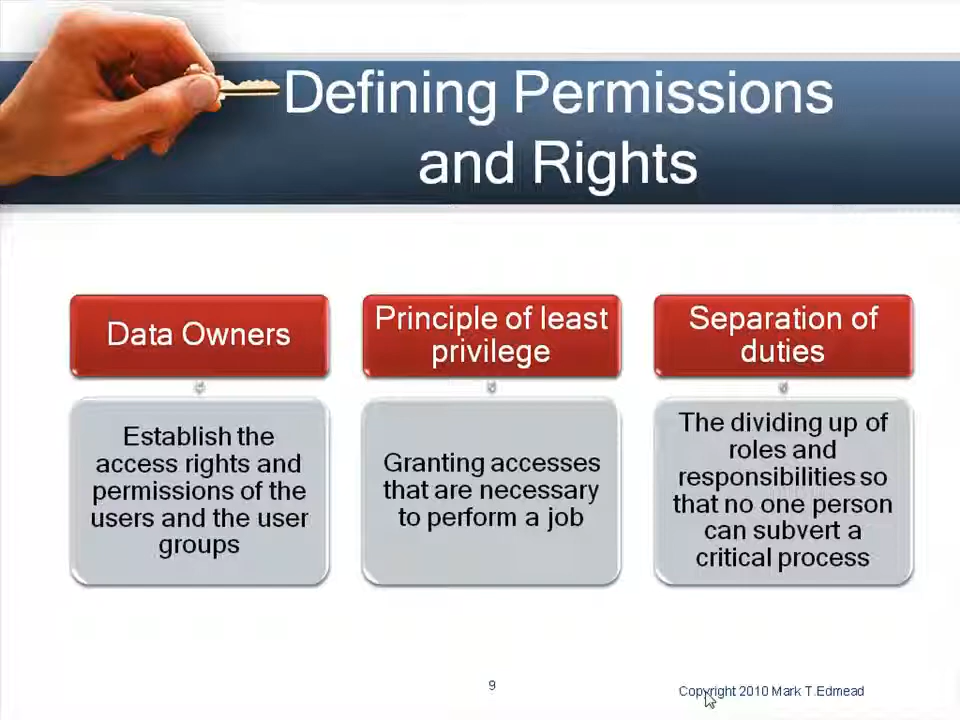 Defining Permissions
and Rights
Data Owners
Establish the
access rights and
permissions of the
users and the user
groups
Principle of least
privilege
Granting accesses
that are necessary
to perform a job
Separation of
duties
The dividing up of
roles and
responsibilities so
that no one person
can subvert a
critical process
9
Copyright 2010 Mark T.Edmead